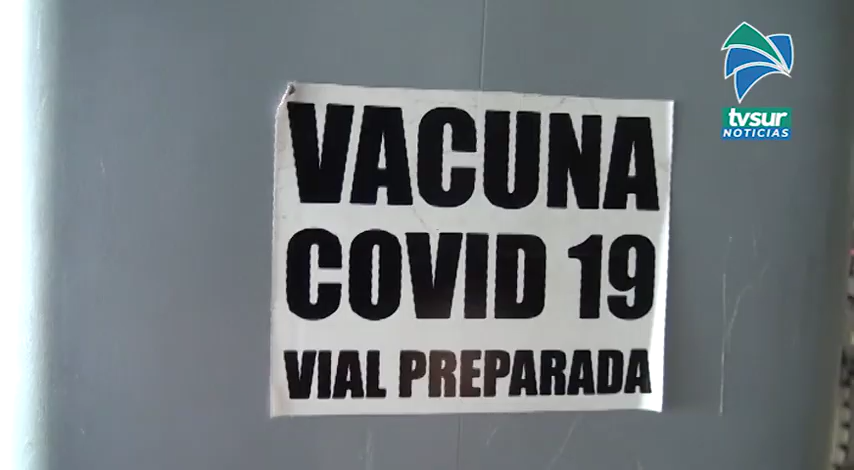 VACUNA
COVID 19
VIAL PREPARADA
tvsur
NOTICIAS